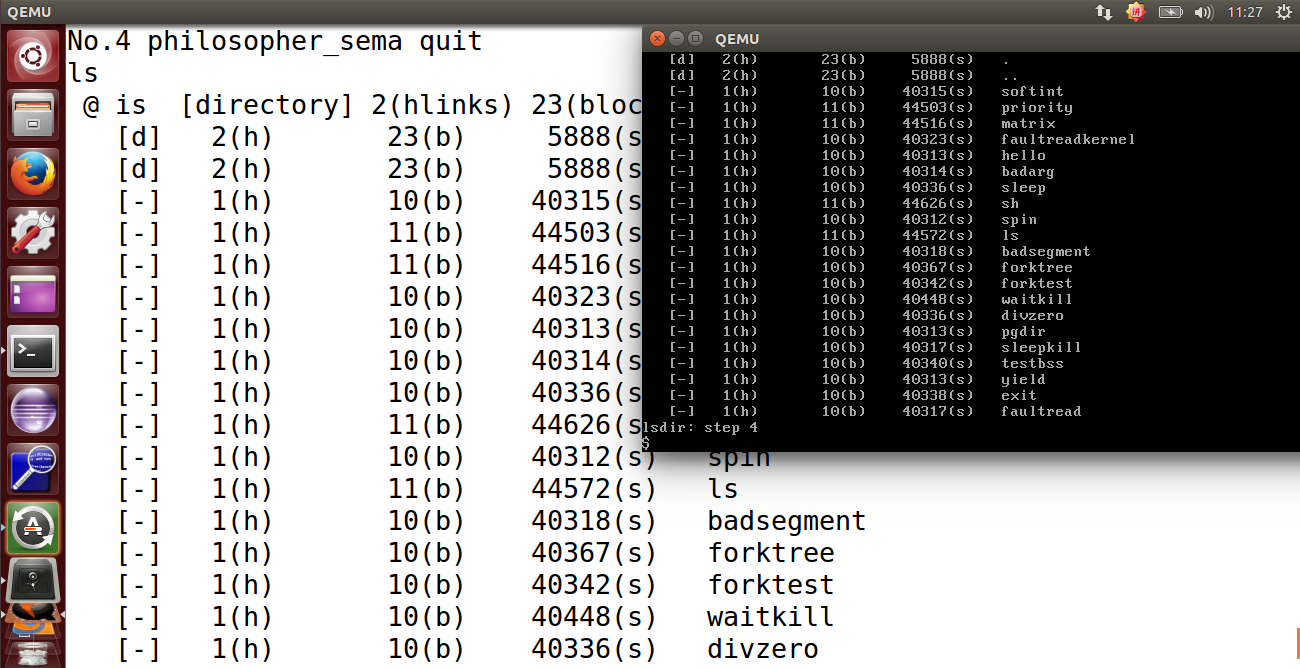 QEMU
11:27
No.4 philosopher_sema quit
ls
@ is [directory] 2(hlinks) 23(bloc
[d] 2(h) 23(b) 5888(s
[d] 2(h) 23(b) 5888(s
[-] 1(h) 10(b) 40315(s
[-] 1(h) 11(b) 44503(s
[-] 1(h) 11(b) 44516(s
[-] 1(h) 10(b) 40323(s
[-] 1(h) 10(b) 40313(s
[-] 1(h) 10(b) 40314(s
[-] 1(h) 10(b) 40336(s
[-] 1(h) 11(b) 44626(s
[-] 1(h) 10(b) 40312(s) spin
[-] 1(h) 11(b) 44572(s) ls
[-] 1(h) 10(b) 40318(s) badsegment
[-] 1(h) 10(b) 40367(s) forktree
[-] 1(h) 10(b) 40342(s) forktest
[-] 1(h) 10(b) 40448(s) waitkill
[-] 1(h) 10(b) 40336(s) divzero
QEMU
[d] 2(h) 23(b) 5888(s) .
[d] 2(h) 23(b) 5888(s) ..
[-] 1(h) 10(b) 40315(s) softint
[-] 1(h) 11(b) 44503(s) priority
[-] 1(h) 11(b) 44516(s) matrix
[-] 1(h) 10(b) 40323(s) faultreadkernel
[-] 1(h) 10(b) 40313(s) hello
[-] 1(h) 10(b) 40314(s) badarg
[-] 1(h) 10(b) 40336(s) sleep
[-] 1(h) 11(b) 44626(s) sh
[-] 1(h) 10(b) 40312(s) spin
[-] 1(h) 11(b) 44572(s) ls
[-] 1(h) 10(b) 40318(s) badsegment
[-] 1(h) 10(b) 40367(s) forktree
[-] 1(h) 10(b) 40342(s) forktest
[-] 1(h) 10(b) 40448(s) waitkill
[-] 1(h) 10(b) 40336(s) divzero
[-] 1(h) 10(b) 40313(s) pgdir
[-] 1(h) 10(b) 40317(s) sleepkill
[-] 1(h) 10(b) 40340(s) testbss
[-] 1(h) 10(b) 40313(s) yield
[-] 1(h) 10(b) 40338(s) exit
[-] 1(h) 10(b) 40317(s) faultread
lsdir: step 4
$